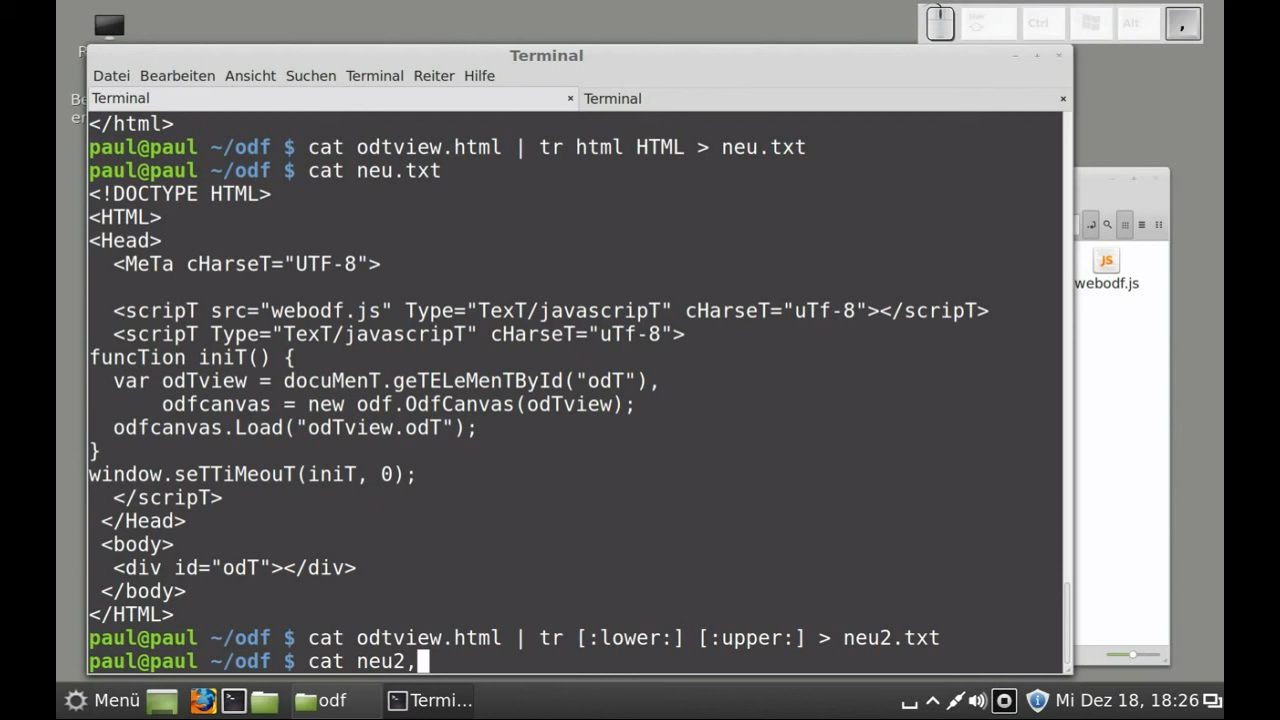 Ctrl
Alt
,
Terminal
Datei Bearbeiten Ansicht Suchen Terminal Reiter Hilfe
Terminal × Terminal ×
</html>
paul@paul ~/odf $ cat odtview.html | tr html HTML > neu.txt
paul@paul ~/odf $ cat neu.txt
<!DOCTYPE HTML>
<HTML>
<Head>
  <MeTa cHarseT="UTF-8">
  <scripT src="webodf.js" Type="TexT/javascripT" cHarseT="uTf-8"></scripT>
  <scripT Type="TexT/javascripT" cHarseT="uTf-8">
funcTion iniT() {
  var odTview = docuMenT.geTELeMenTById("odT"),
      odfcanvas = new odf.OdfCanvas(odTview);
  odfcanvas.Load("odTview.odT");
}
window.seTTiMeouT(iniT, 0);
  </scripT>
 </Head>
 <body>
  <div id="odT"></div>
 </body>
</HTML>
paul@paul ~/odf $ cat odtview.html | tr [:lower:] [:upper:] > neu2.txt
paul@paul ~/odf $ cat neu2,
JS
webodf.js
Menü odf Termi... Mi Dez 18, 18:26